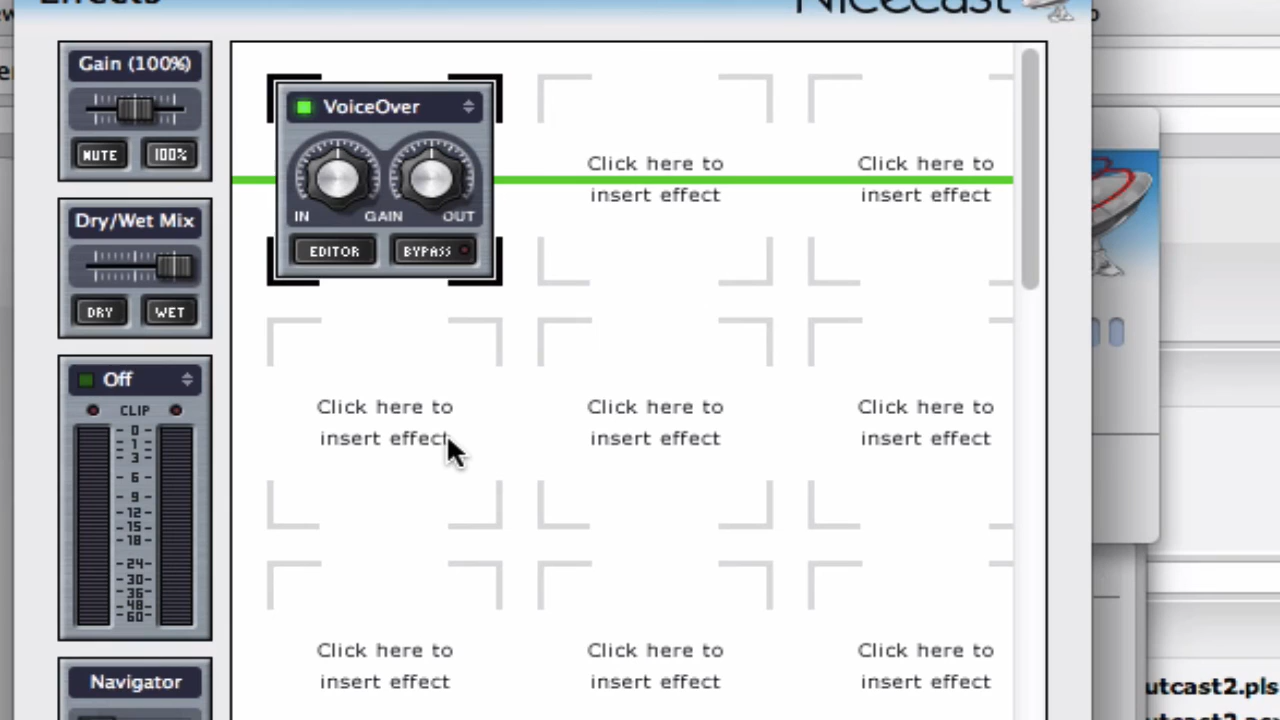 Effects
Nicecast
Gain (100%)
MUTE
100%
VoiceOver
IN
GAIN
OUT
EDITOR
BYPASS
Click here to
insert effect
Click here to
insert effect
Dry/Wet Mix
DRY
WET
Off
CLIP
0
1
3
6
9
12
15
18
24
30
36
48
60
Click here to
insert effect
Click here to
insert effect
Click here to
insert effect
Click here to
insert effect
Click here to
insert effect
Click here to
insert effect
Navigator
utcast2.pls